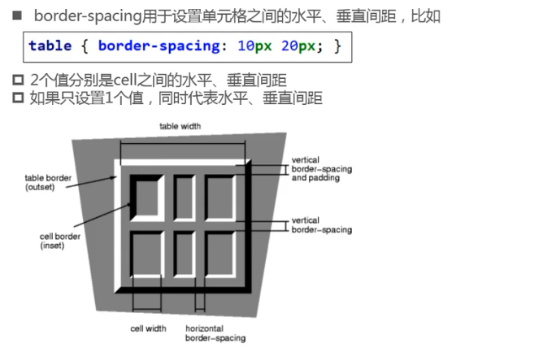 border-spacing用于设置单元格之间的水平、垂直间距，比如
table { border-spacing: 10px 20px; }
2个值分别是cell之间的水平、垂直间距
如果只设置1个值，同时代表水平、垂直间距
table width
vertical
border-spacing
and padding
table border
(outset)
vertical
border-spacing
cell border
(inset)
cell width
horizontal
border-spacing